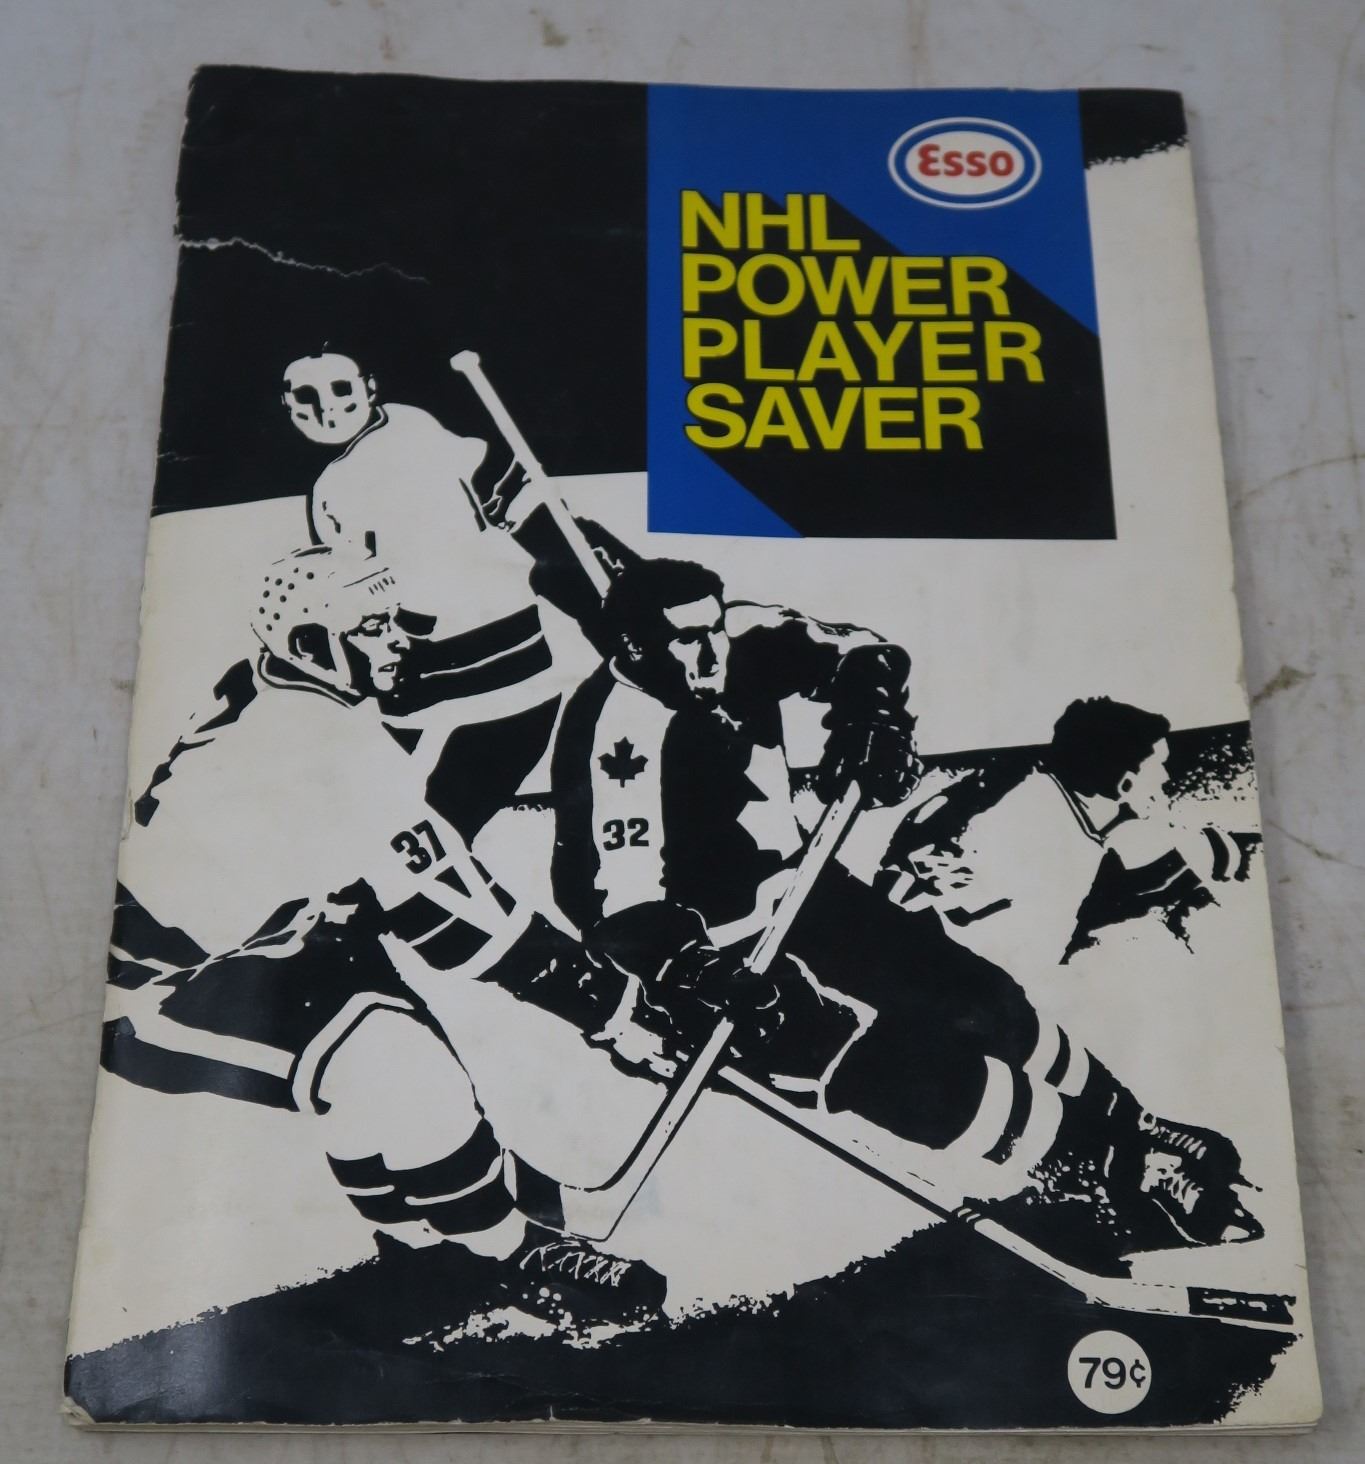 Esso
NHL
POWER
PLAYER
SAVER
37
32
79¢